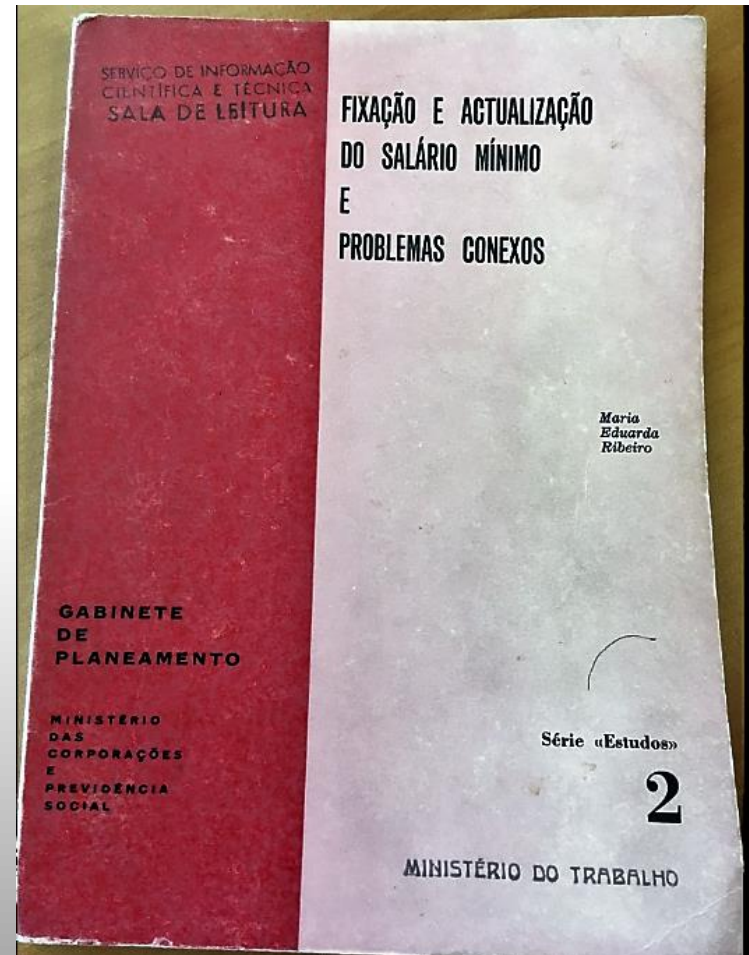 SERVIÇO DE INFORMAÇÃO
CIENTÍFICA E TÉCNICA
SALA DE LEITURA
FIXAÇÃO E ACTUALIZAÇÃO
DO SALÁRIO MÍNIMO
E
PROBLEMAS CONEXOS
Maria
Eduarda
Ribeiro
GABINETE
DE
PLANEAMENTO
MINISTÉRIO
DAS
CORPORAÇÕES
E
PREVIDÊNCIA
SOCIAL
Série «Estudos»
2
MINISTÉRIO DO TRABALHO